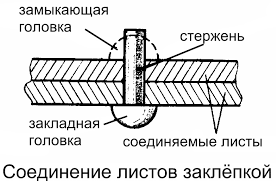 замыкающая
головка
стержень
закладная
головка
соединяемые листы
Соединение листов заклёпкой